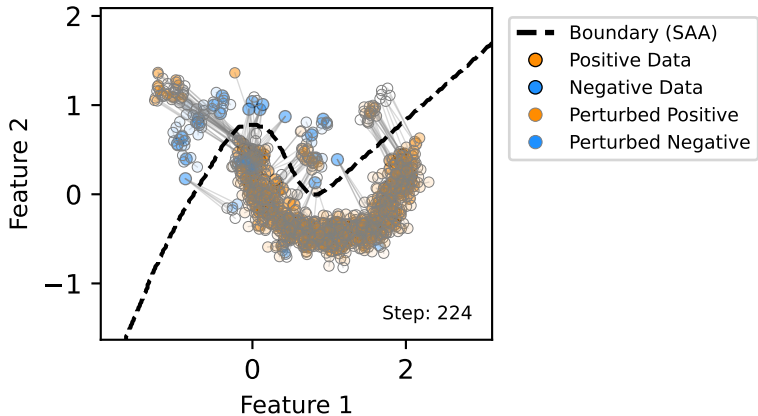 2
1
0
−1
Feature 2
0
2
Feature 1
Step: 224
Boundary (SAA)
Positive Data
Negative Data
Perturbed Positive
Perturbed Negative